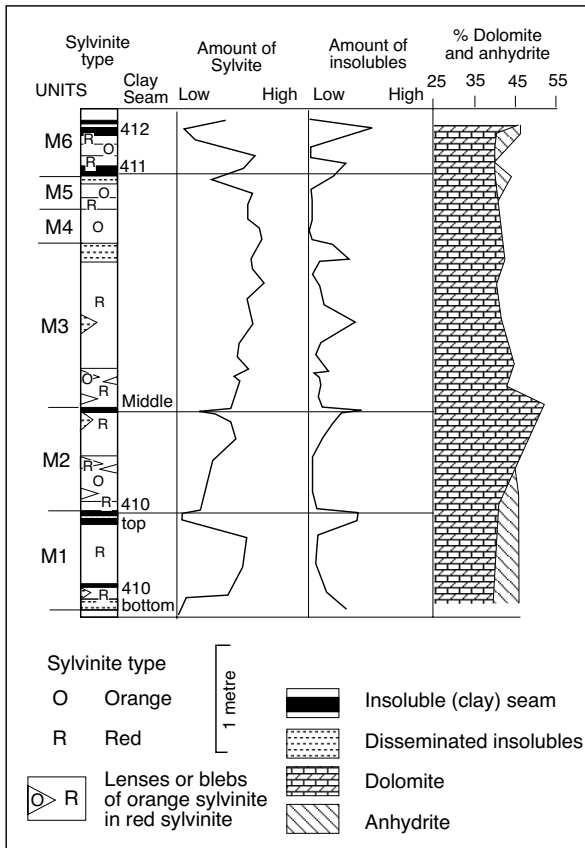 Sylvinite type
UNITS
Clay Seam
Amount of Sylvite
Low High
Amount of insolubles
Low High
% Dolomite and anhydrite
25 35 45 55
412
M6
R
O
R
411
M5
O
R
M4
O
M3
R
O
R
Middle
R
M2
R
O
R
410
top
M1
R
410
R
bottom
Sylvinite type
O Orange
R Red
1 metre
O R
Lenses or blebs
of orange sylvinite
in red sylvinite
Insoluble (clay) seam
Disseminated insolubles
Dolomite
Anhydrite